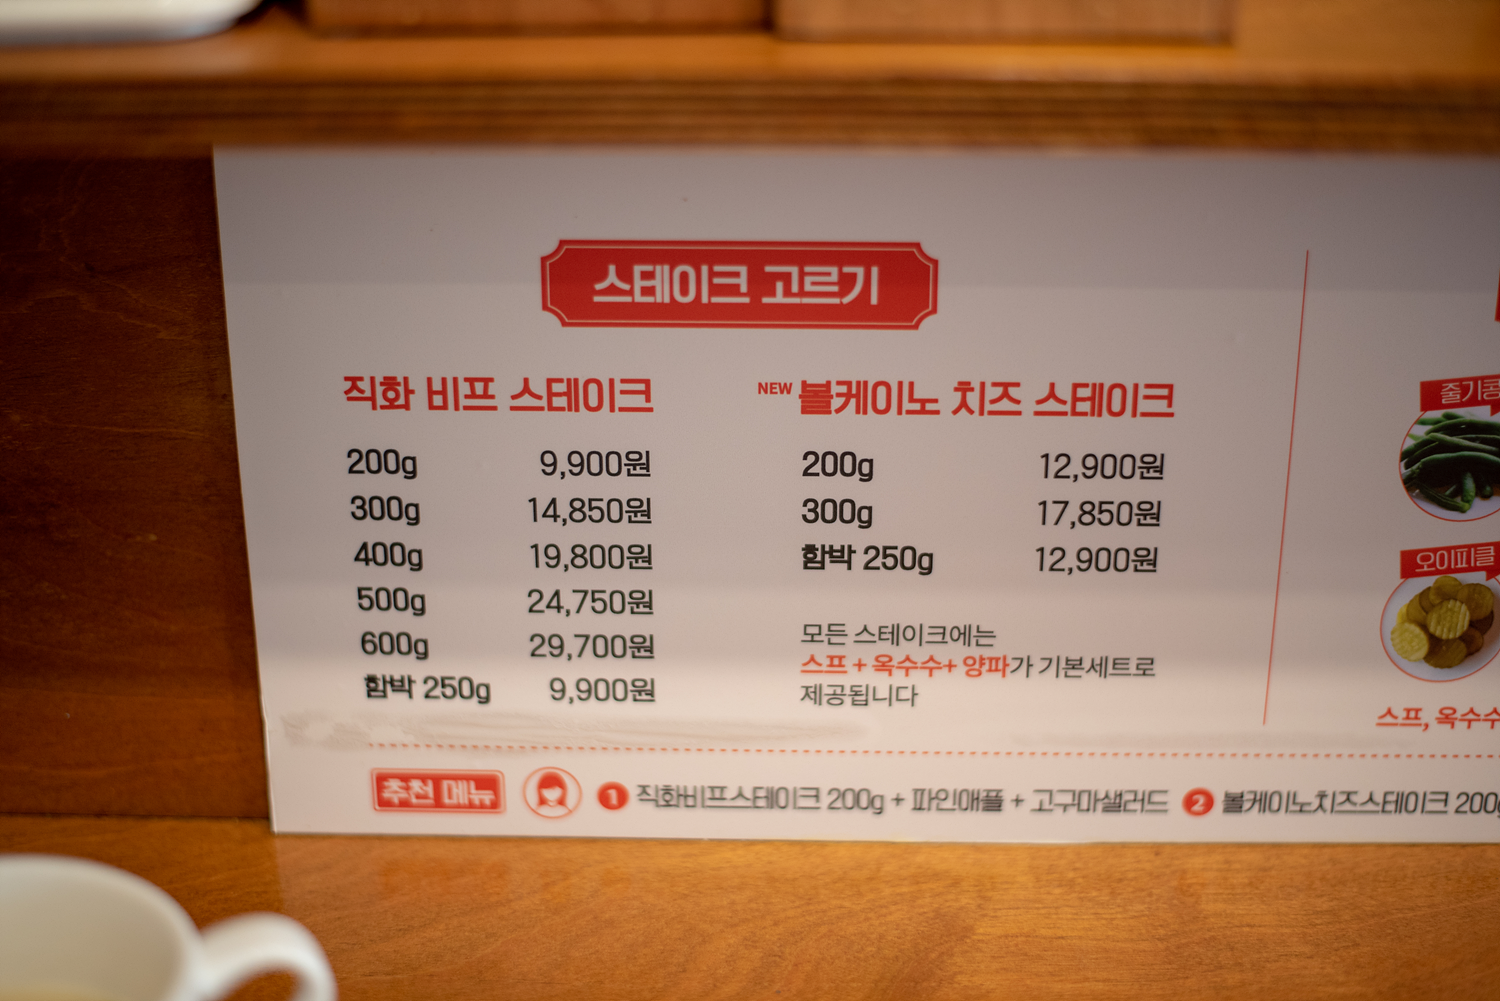 스테이크 고르기
직화 비프 스테이크
200g 9,900원
300g 14,850원
400g 19,800원
500g 24,750원
600g 29,700원
함박 250g 9,900원
NEW 볼케이노 치즈 스테이크
200g 12,900원
300g 17,850원
함박 250g 12,900원
모든 스테이크에는
스프 + 옥수수+ 양파가 기본세트로
제공됩니다
줄기콩
오이피클
스프, 옥수수
추천 메뉴 1 직화비프스테이크 200g + 파인애플 + 고구마샐러드 2 볼케이노치즈스테이크 200g